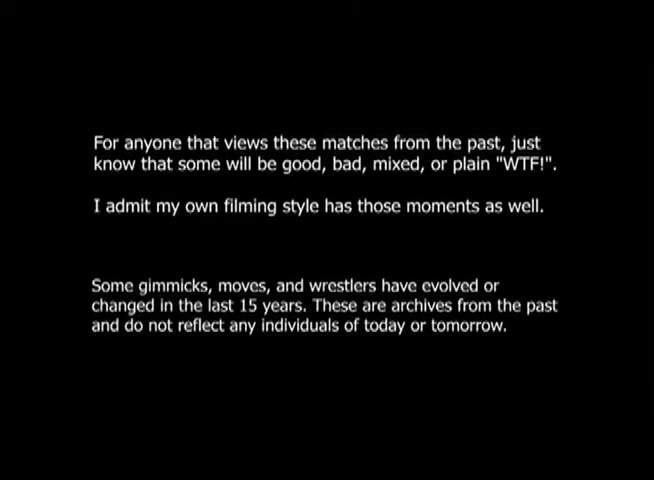 For anyone that views these matches from the past, just
know that some will be good, bad, mixed, or plain "WTF!".
I admit my own filming style has those moments as well.
Some gimmicks, moves, and wrestlers have evolved or
changed in the last 15 years. These are archives from the past
and do not reflect any individuals of today or tomorrow.